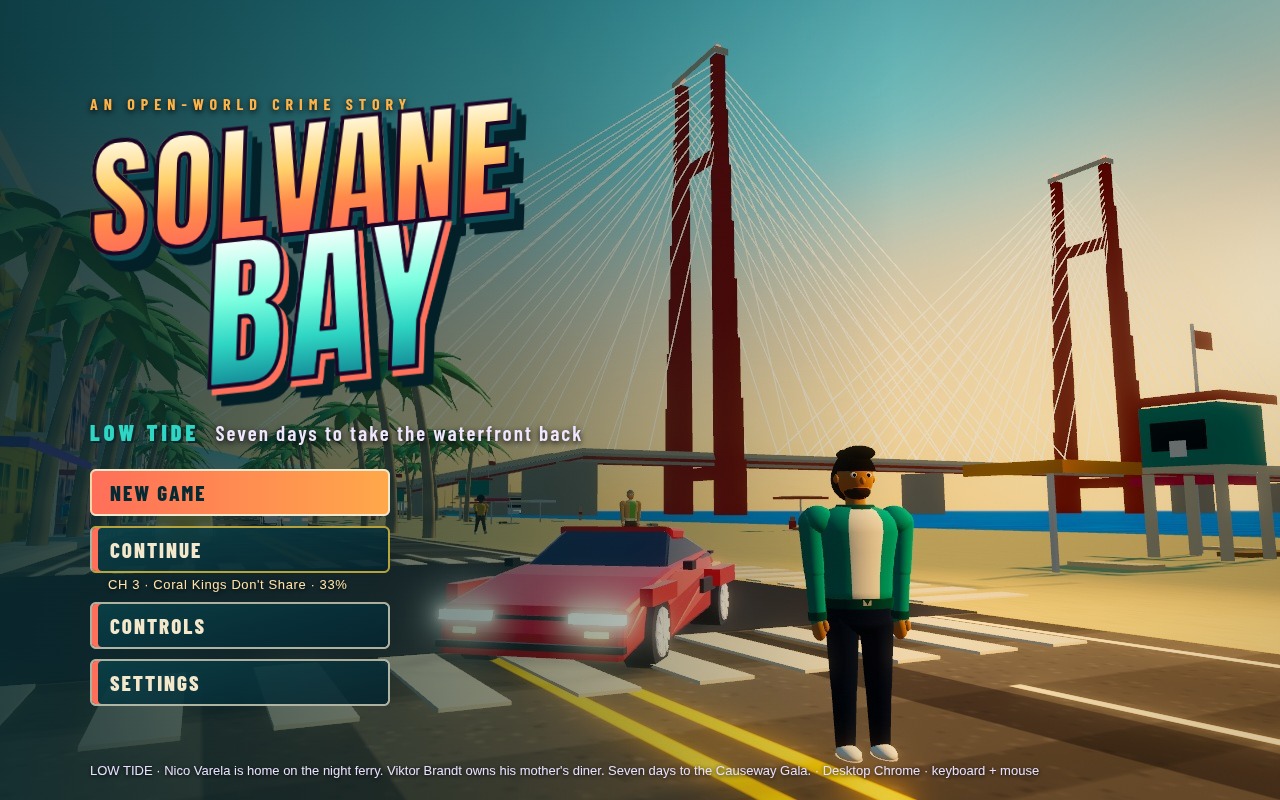 AN OPEN-WORLD CRIME STORY
SOLVANE
BAY
LOW TIDE Seven days to take the waterfront back
NEW GAME
CONTINUE
CH 3 · Coral Kings Don't Share · 33%
CONTROLS
SETTINGS
LOW TIDE · Nico Varela is home on the night ferry. Viktor Brandt owns his mother's diner. Seven days to the Causeway Gala. · Desktop Chrome · keyboard + mouse